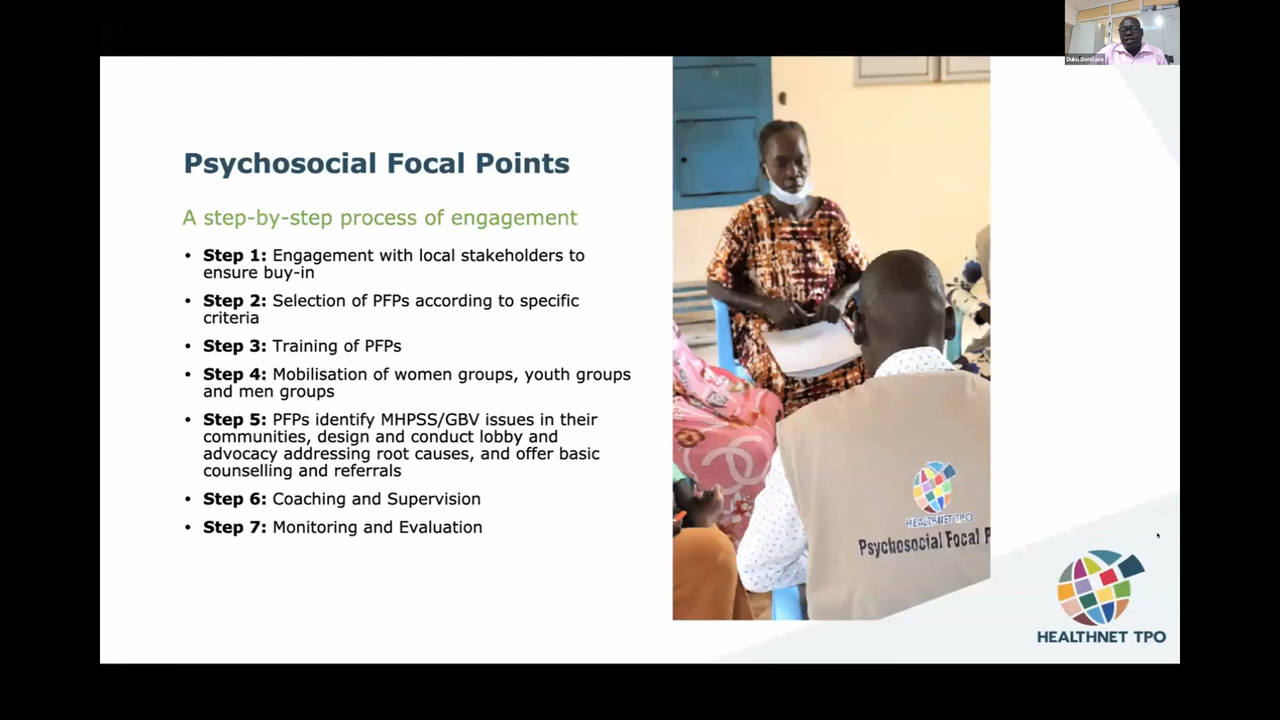 Duku Boniface
Psychosocial Focal Points
A step-by-step process of engagement
• Step 1: Engagement with local stakeholders to
ensure buy-in
• Step 2: Selection of PFPs according to specific
criteria
• Step 3: Training of PFPs
• Step 4: Mobilisation of women groups, youth groups
and men groups
• Step 5: PFPs identify MHPSS/GBV issues in their
communities, design and conduct lobby and
advocacy addressing root causes, and offer basic
counselling and referrals
• Step 6: Coaching and Supervision
• Step 7: Monitoring and Evaluation
HEALTHNET TPO
Psychosocial Focal P
HEALTHNET TPO